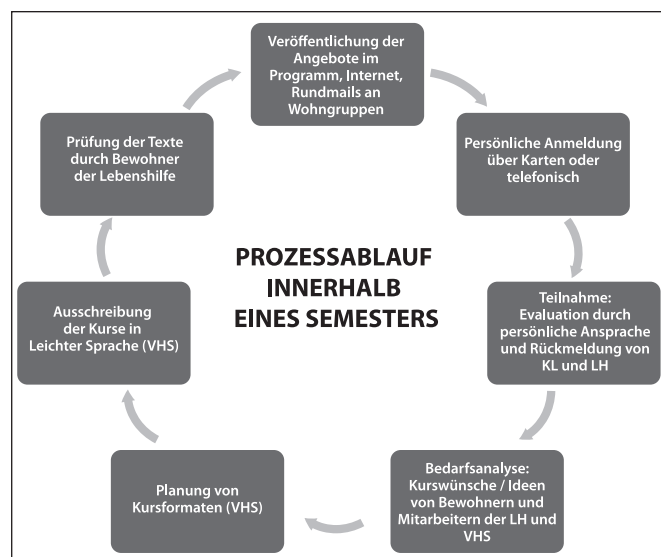 Veröffentlichung der
Angebote im
Programm, Internet,
Rundmails an
Wohngruppen
Persönliche Anmeldung
über Karten oder
telefonisch
Teilnahme:
Evaluation durch
persönliche Ansprache
und Rückmeldung von
KL und LH
Bedarfsanalyse:
Kurswünsche / Ideen
von Bewohnern und
Mitarbeitern der LH und
VHS
Planung von
Kursformaten (VHS)
Ausschreibung
der Kurse in
Leichter Sprache (VHS)
Prüfung der Texte
durch Bewohner
der Lebenshilfe
PROZESSABLAUF
INNERHALB
EINES SEMESTERS